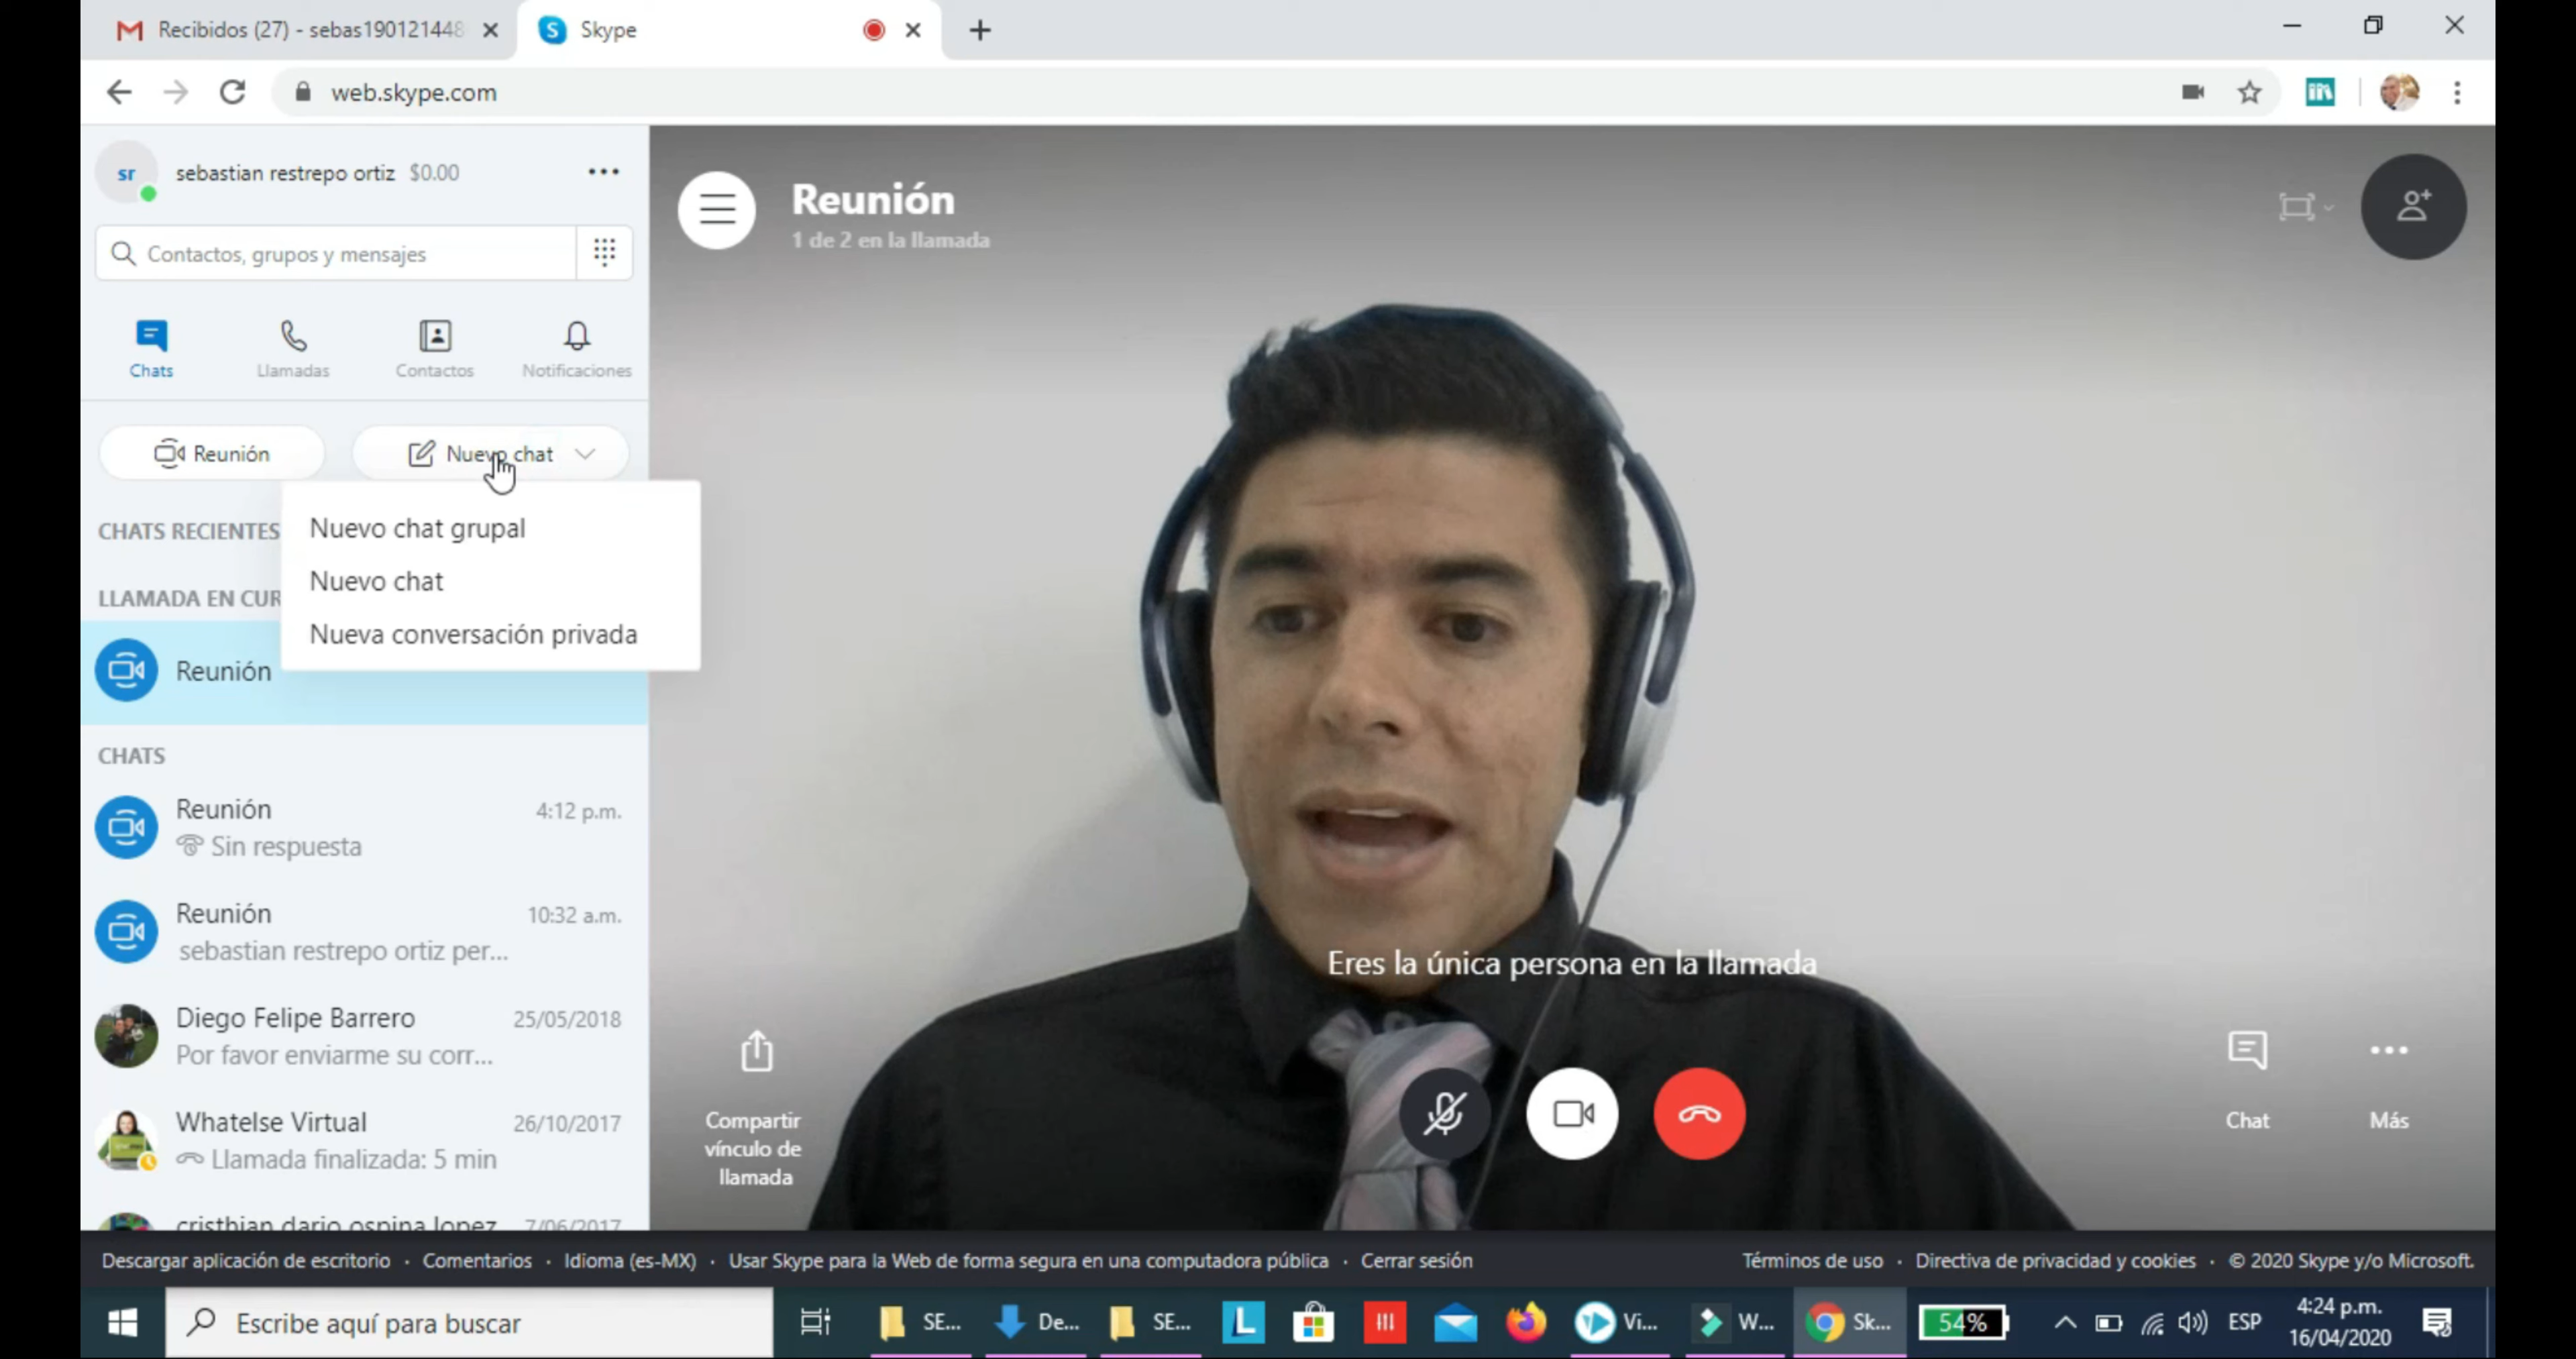 Recibidos (27) - sebas190121448
Skype
web.skype.com
sr
sebastian restrepo ortiz $0.00
Contactos, grupos y mensajes
Chats
Llamadas
Contactos
Notificaciones
Reunión
Nuevo chat
Nuevo chat grupal
Nuevo chat
Nueva conversación privada
CHATS RECIENTES
LLAMADA EN CUR
Reunión
CHATS
Reunión 4:12 p.m.
Sin respuesta
Reunión 10:32 a.m.
sebastian restrepo ortiz per...
Diego Felipe Barrero 25/05/2018
Por favor enviarme su corr...
Whatelse Virtual 26/10/2017
Llamada finalizada: 5 min
cristhian dario ospina lopez 7/06/2017
Reunión
1 de 2 en la llamada
Eres la única persona en la llamada
Compartir
vínculo de
llamada
Chat
Más
Descargar aplicación de escritorio · Comentarios · Idioma (es-MX) · Usar Skype para la Web de forma segura en una computadora pública · Cerrar sesión
Términos de uso · Directiva de privacidad y cookies · © 2020 Skype y/o Microsoft.
Escribe aquí para buscar
SE...
De...
SE...
L
Vi...
W...
Sk...
54%
ESP
4:24 p.m.
16/04/2020